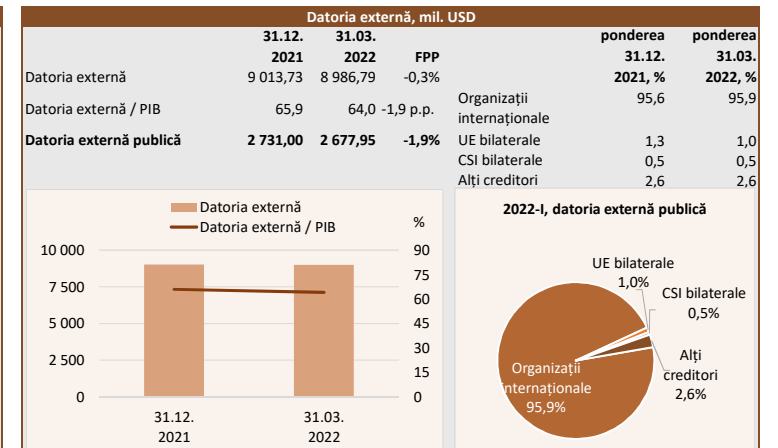 Datoria externă, mil. USD
31.12. 31.03.
2021 2022 FPP
Datoria externă 9 013,73 8 986,79 -0,3%
Datoria externă / PIB 65,9 64,0 -1,9 p.p.
Datoria externă publică 2 731,00 2 677,95 -1,9%
ponderea ponderea
31.12. 31.03.
2021, % 2022, %
Organizații 95,6 95,9
internaționale
UE bilaterale 1,3 1,0
CSI bilaterale 0,5 0,5
Alți creditori 2,6 2,6
Datoria externă
Datoria externă / PIB
%
10 000 90
7 500 75
60
5 000 45
30
2 500 15
0 0
31.12. 31.03.
2021 2022
2022-I, datoria externă publică
UE bilaterale
1,0%
CSI bilaterale
0,5%
Alți
creditori
2,6%
Organizații
internaționale
95,9%